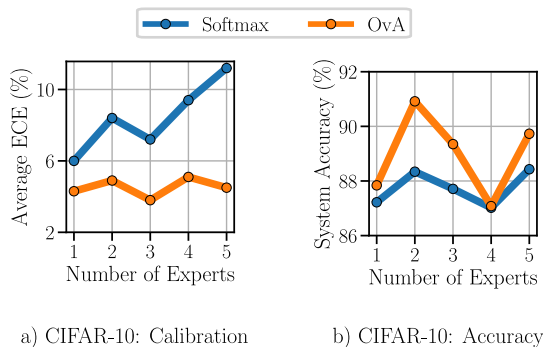 Softmax OvA
Average ECE (%)
10
6
2
1 2 3 4 5
Number of Experts
System Accuracy (%)
92
90
88
86
1 2 3 4 5
Number of Experts
a) CIFAR-10: Calibration
b) CIFAR-10: Accuracy